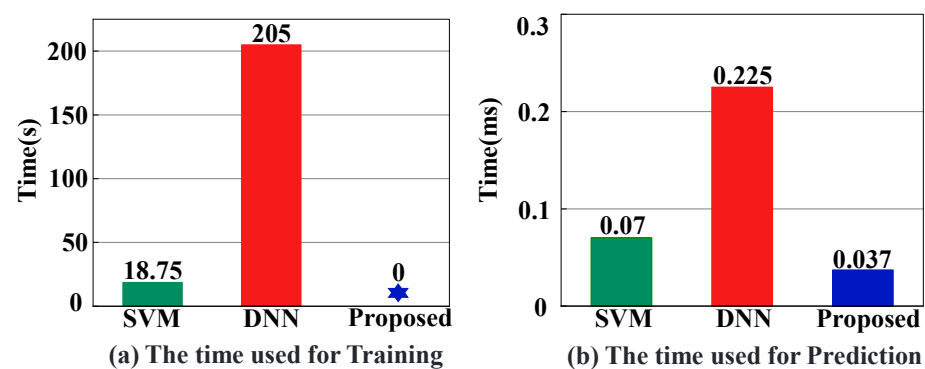 Time(s)
200
150
100
50
0
205
18.75
0
SVM DNN Proposed
(a) The time used for Training
Time(ms)
0.3
0.2
0.1
0
0.225
0.07
0.037
SVM DNN Proposed
(b) The time used for Prediction